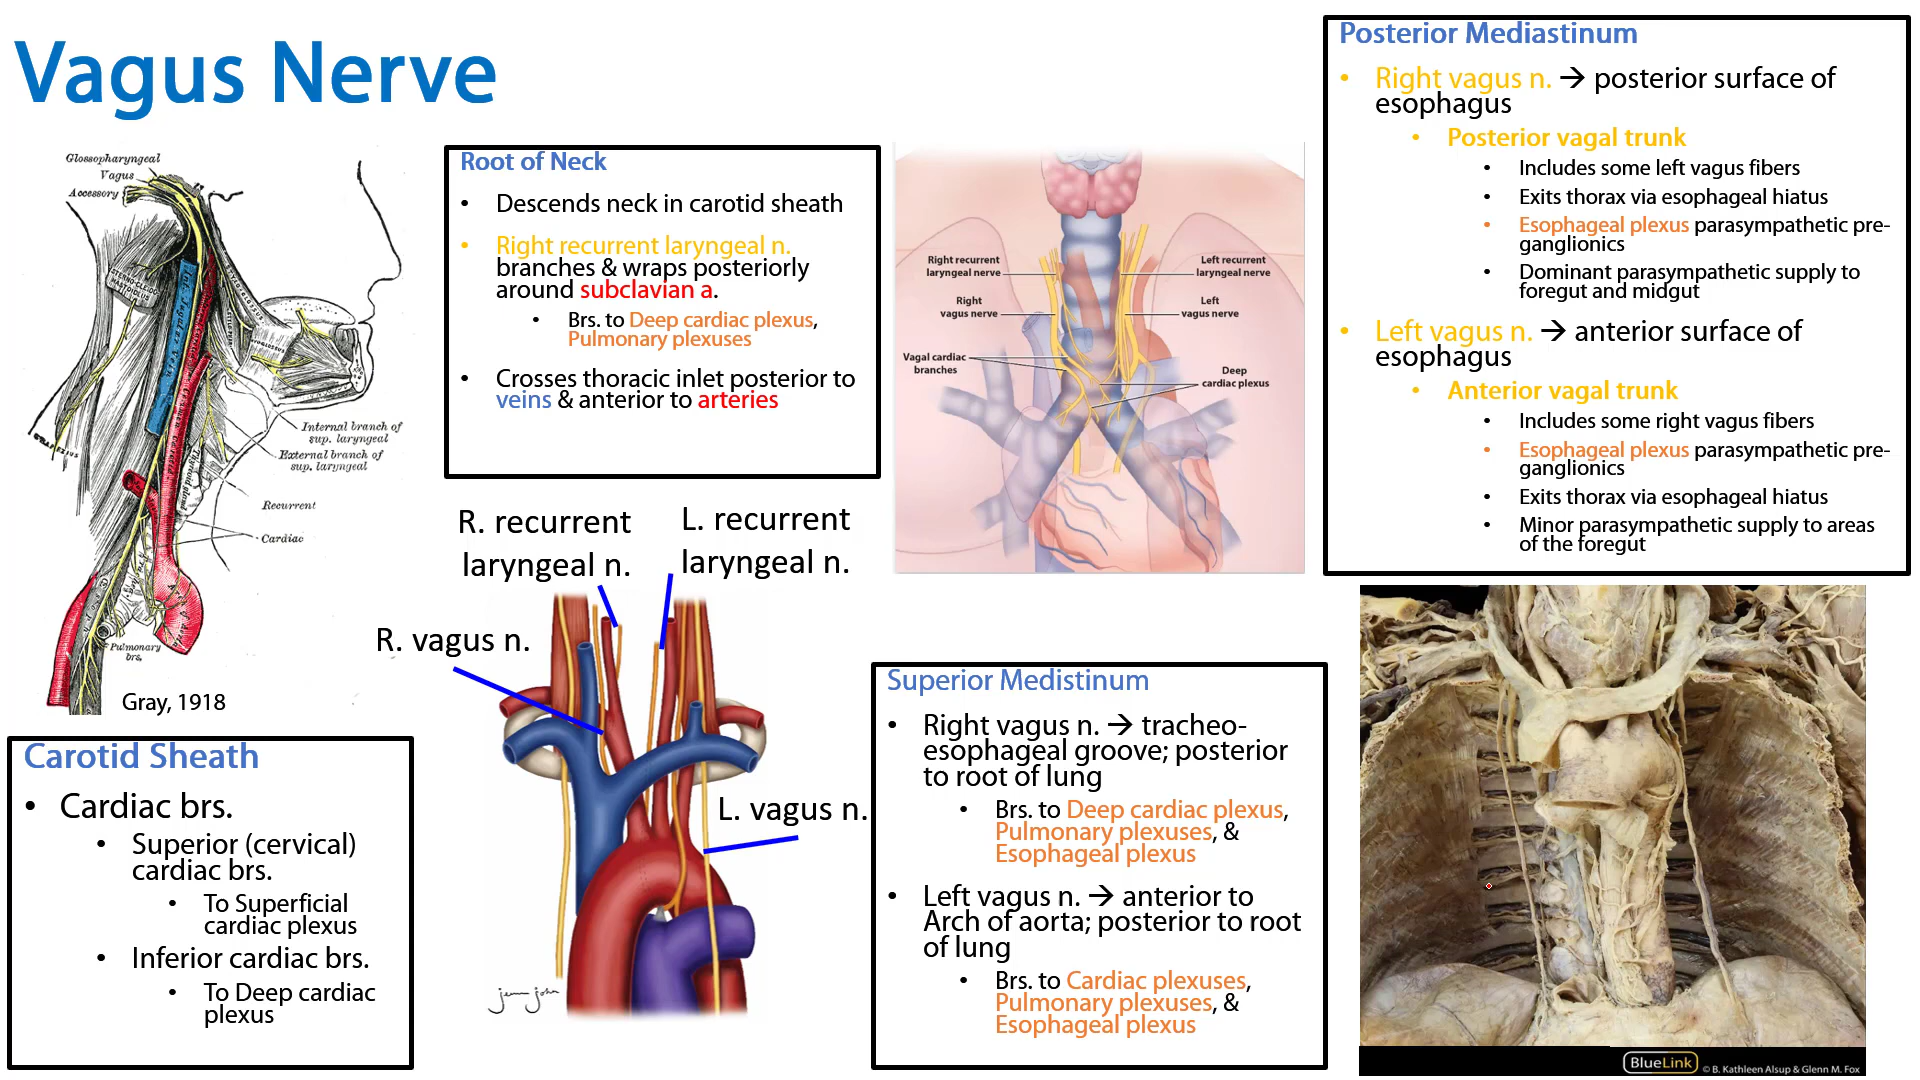 Vagus Nerve
Glossopharyngeal
Vagus
Accessory
STERNO-CLEIDO-
MASTOIDLUS
Internal branch of
sup. laryngeal
External branch of
sup. laryngeal
Recurrent
Cardiac
Pulmonary
brs.
Gray, 1918
Carotid Sheath
• Cardiac brs.
• Superior (cervical)
cardiac brs.
• To Superficial
cardiac plexus
• Inferior cardiac brs.
• To Deep cardiac
plexus
Root of Neck
• Descends neck in carotid sheath
• Right recurrent laryngeal n.
branches & wraps posteriorly
around subclavian a.
• Brs. to Deep cardiac plexus,
Pulmonary plexuses
• Crosses thoracic inlet posterior to
veins & anterior to arteries
R. recurrent
laryngeal n.
L. recurrent
laryngeal n.
R. vagus n.
L. vagus n.
jenn john
Right recurrent
laryngeal nerve
Right
vagus nerve
Vagal cardiac
branches
Left recurrent
laryngeal nerve
Left
vagus nerve
Deep
cardiac plexus
Superior Medistinum
• Right vagus n. → tracheo-
esophageal groove; posterior
to root of lung
• Brs. to Deep cardiac plexus,
Pulmonary plexuses, &
Esophageal plexus
• Left vagus n. → anterior to
Arch of aorta; posterior to root
of lung
• Brs. to Cardiac plexuses,
Pulmonary plexuses, &
Esophageal plexus
Posterior Mediastinum
• Right vagus n. → posterior surface of
esophagus
• Posterior vagal trunk
• Includes some left vagus fibers
• Exits thorax via esophageal hiatus
• Esophageal plexus parasympathetic pre-
ganglionics
• Dominant parasympathetic supply to
foregut and midgut
• Left vagus n. → anterior surface of
esophagus
• Anterior vagal trunk
• Includes some right vagus fibers
• Esophageal plexus parasympathetic pre-
ganglionics
• Exits thorax via esophageal hiatus
• Minor parasympathetic supply to areas
of the foregut
BlueLink © B. Kathleen Alsup & Glenn M. Fox